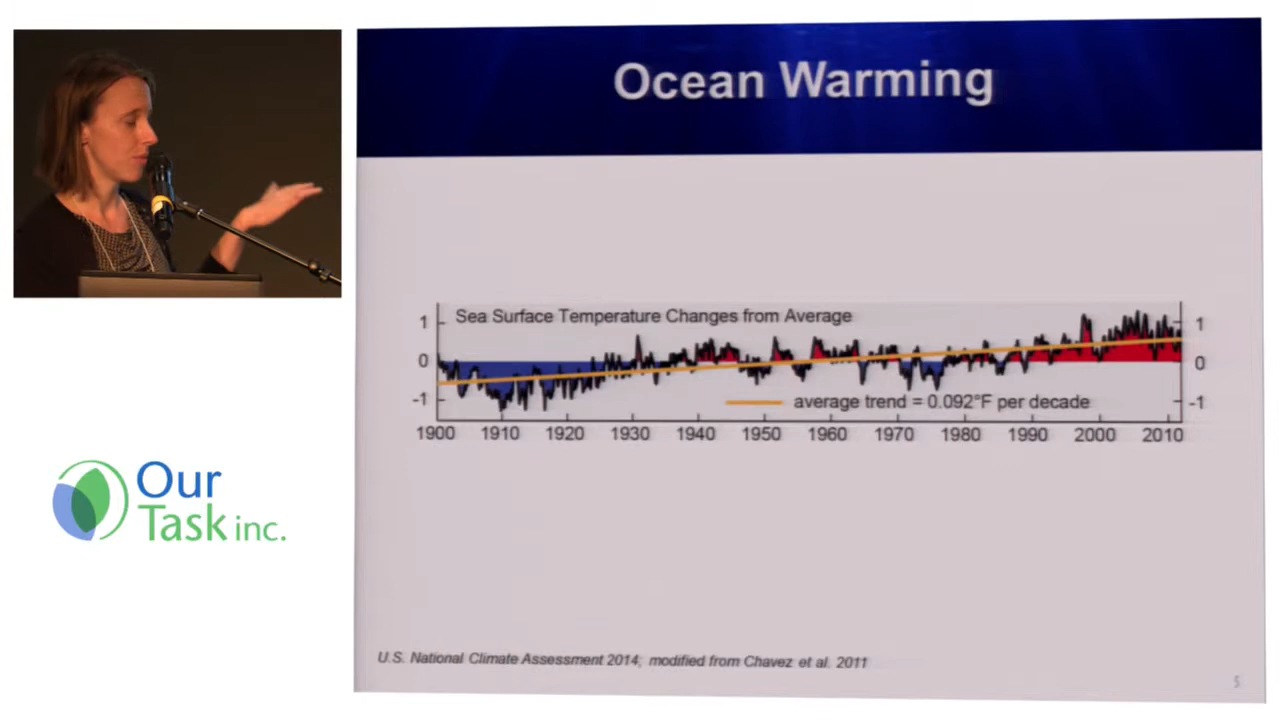 Ocean Warming
Sea Surface Temperature Changes from Average
1 1
0 0
-1 -1
average trend = 0.092°F per decade
1900 1910 1920 1930 1940 1950 1960 1970 1980 1990 2000 2010
Our
Task inc.
U.S. National Climate Assessment 2014; modified from Chavez et al. 2011
5